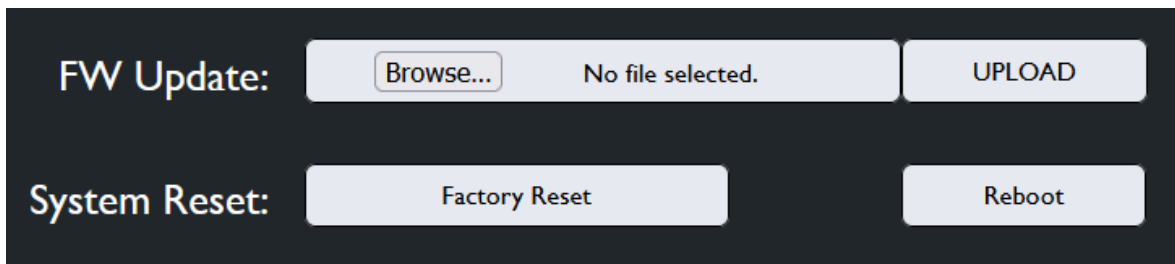 FW Update: Browse... No file selected. UPLOAD
System Reset: Factory Reset Reboot